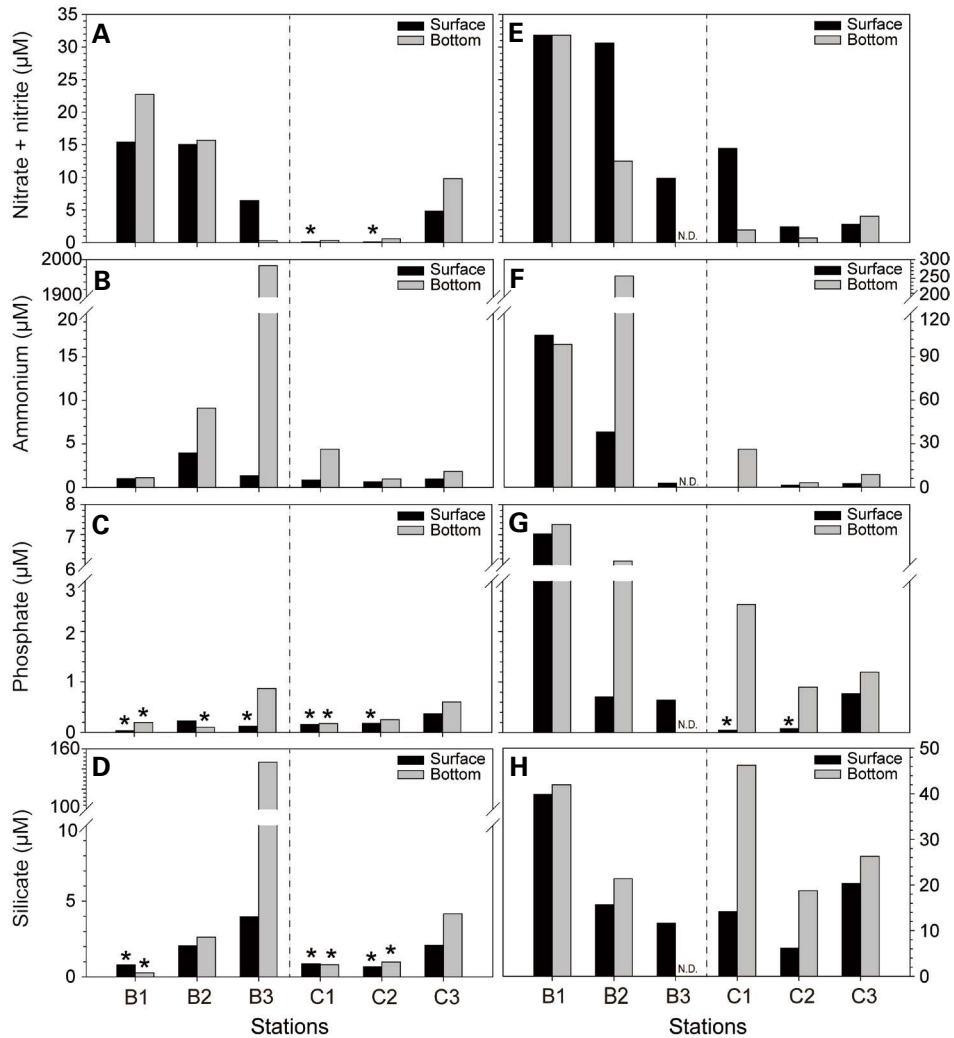 A
Surface
Bottom
35
30
25
20
15
10
5
0
Nitrate + nitrite (µM)
*
*
E
Surface
Bottom
N.D.
B
Surface
Bottom
2000
1900
20
15
10
5
0
Ammonium (µM)
F
Surface
Bottom
300
250
200
120
90
60
30
0
N.D.
C
Surface
Bottom
8
7
6
3
2
1
0
Phosphate (µM)
* * * * * * *
G
Surface
Bottom
N.D.
* *
D
Surface
Bottom
160
100
10
5
0
Silicate (µM)
* * * * * *
H
Surface
Bottom
50
40
30
20
10
0
N.D.
B1 B2 B3 C1 C2 C3
Stations
B1 B2 B3 C1 C2 C3
Stations